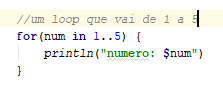 //um loop que vai de 1 a 5
for(num in 1..5) {
    println("numero: $num")
}